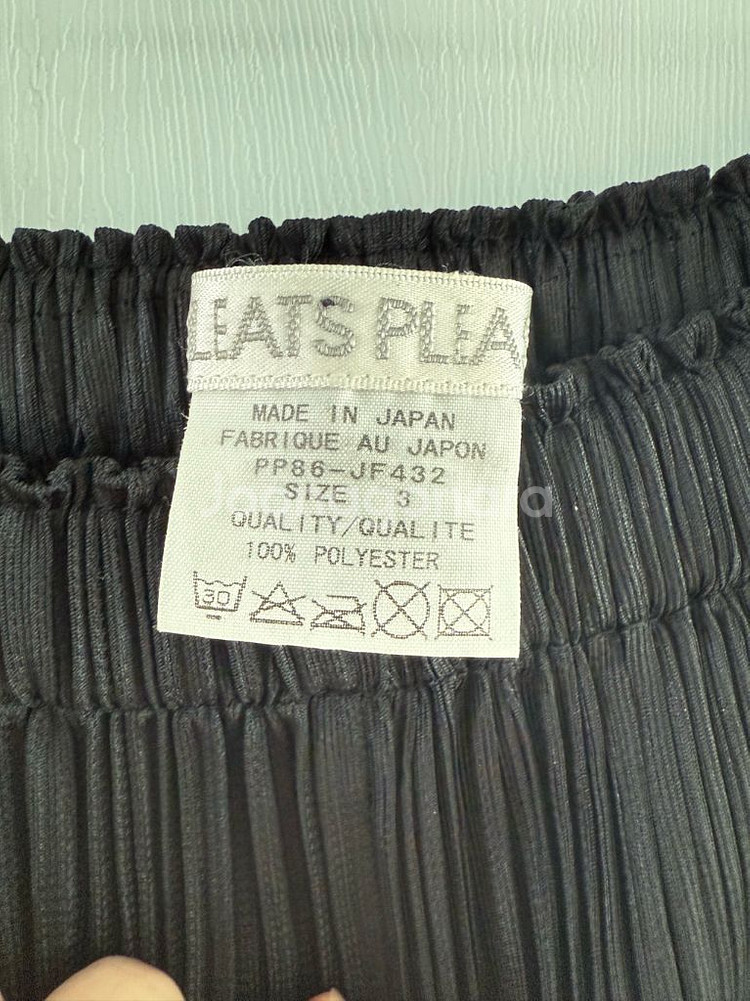 LEATS PLEA
MADE IN JAPAN
FABRIQUE AU JAPON
PP86-JF432
SIZE 3
QUALITY/QUALITE
100% POLYESTER
30